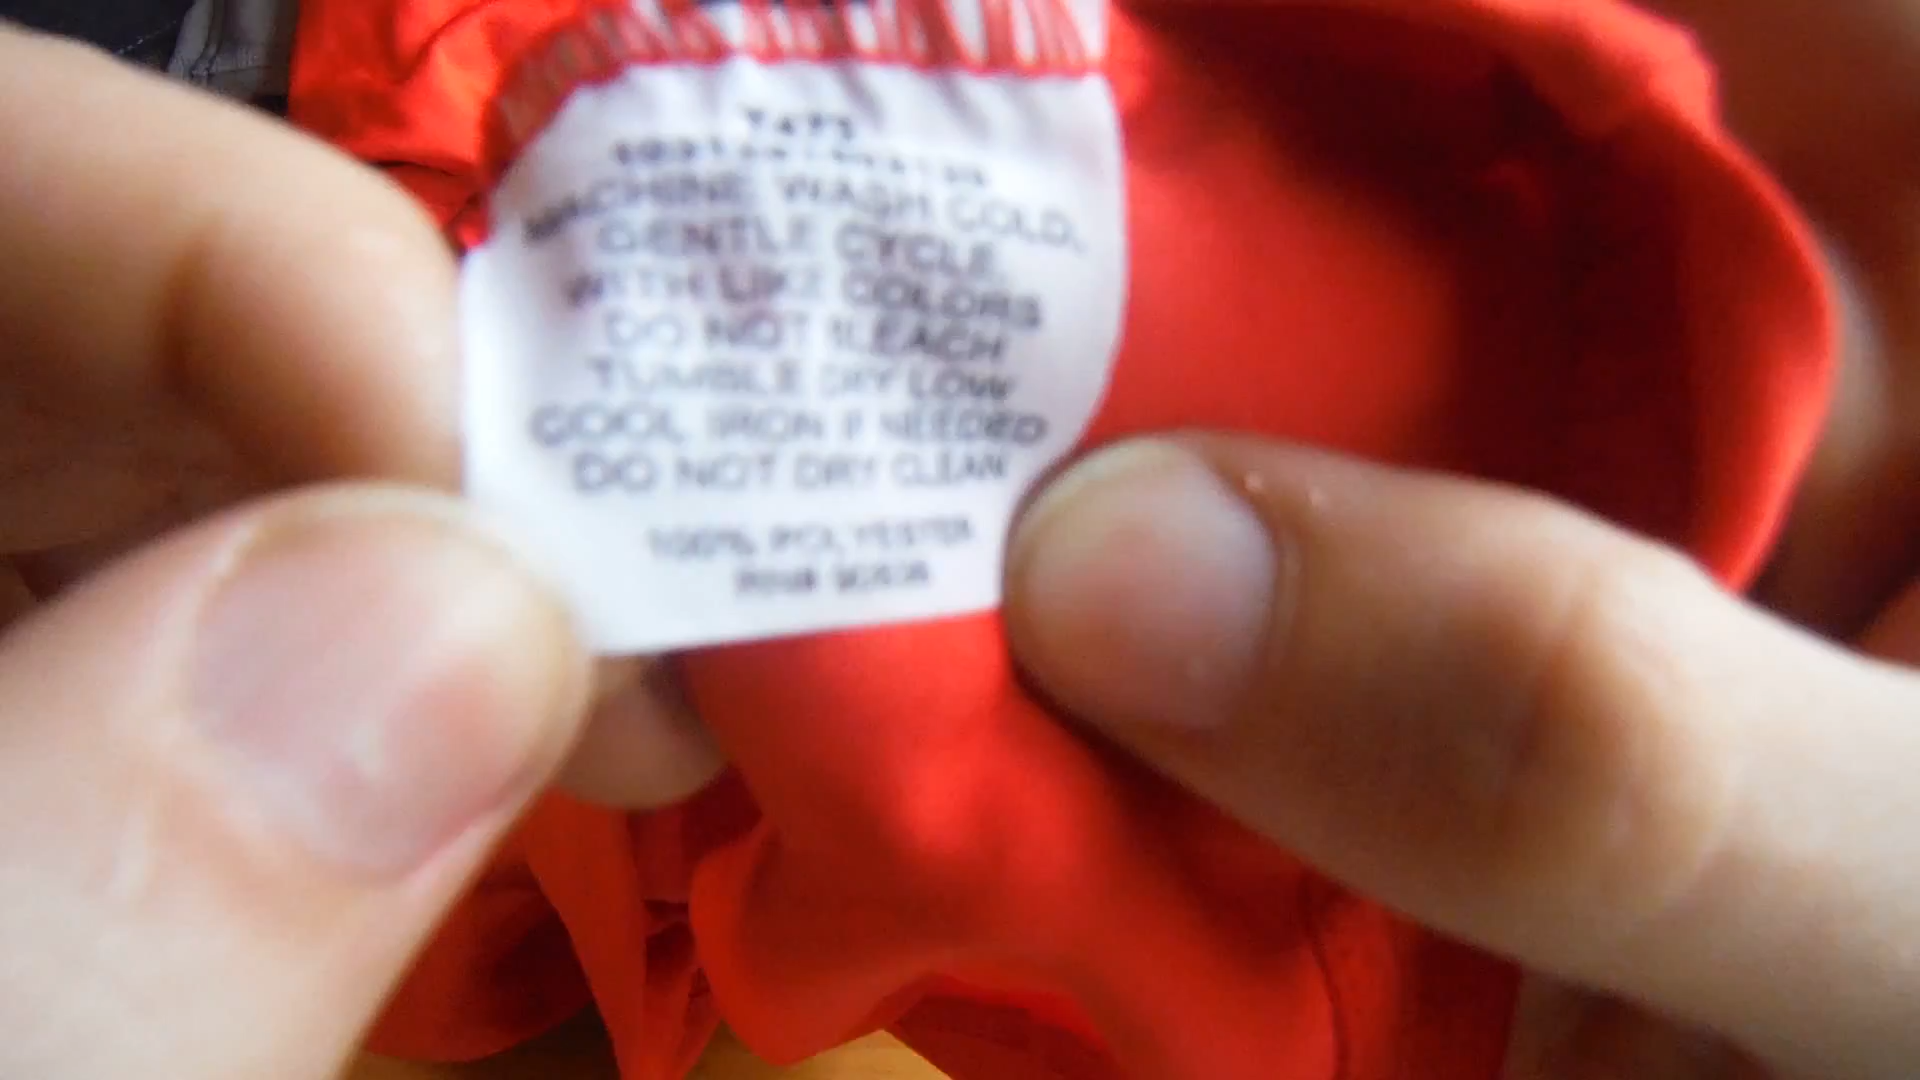 7473
MACHINE WASH COLD,
GENTLE CYCLE
WITH LIKE COLORS
DO NOT BLEACH
TUMBLE DRY LOW
COOL IRON IF NEEDED
DO NOT DRY CLEAN
100% POLYESTER